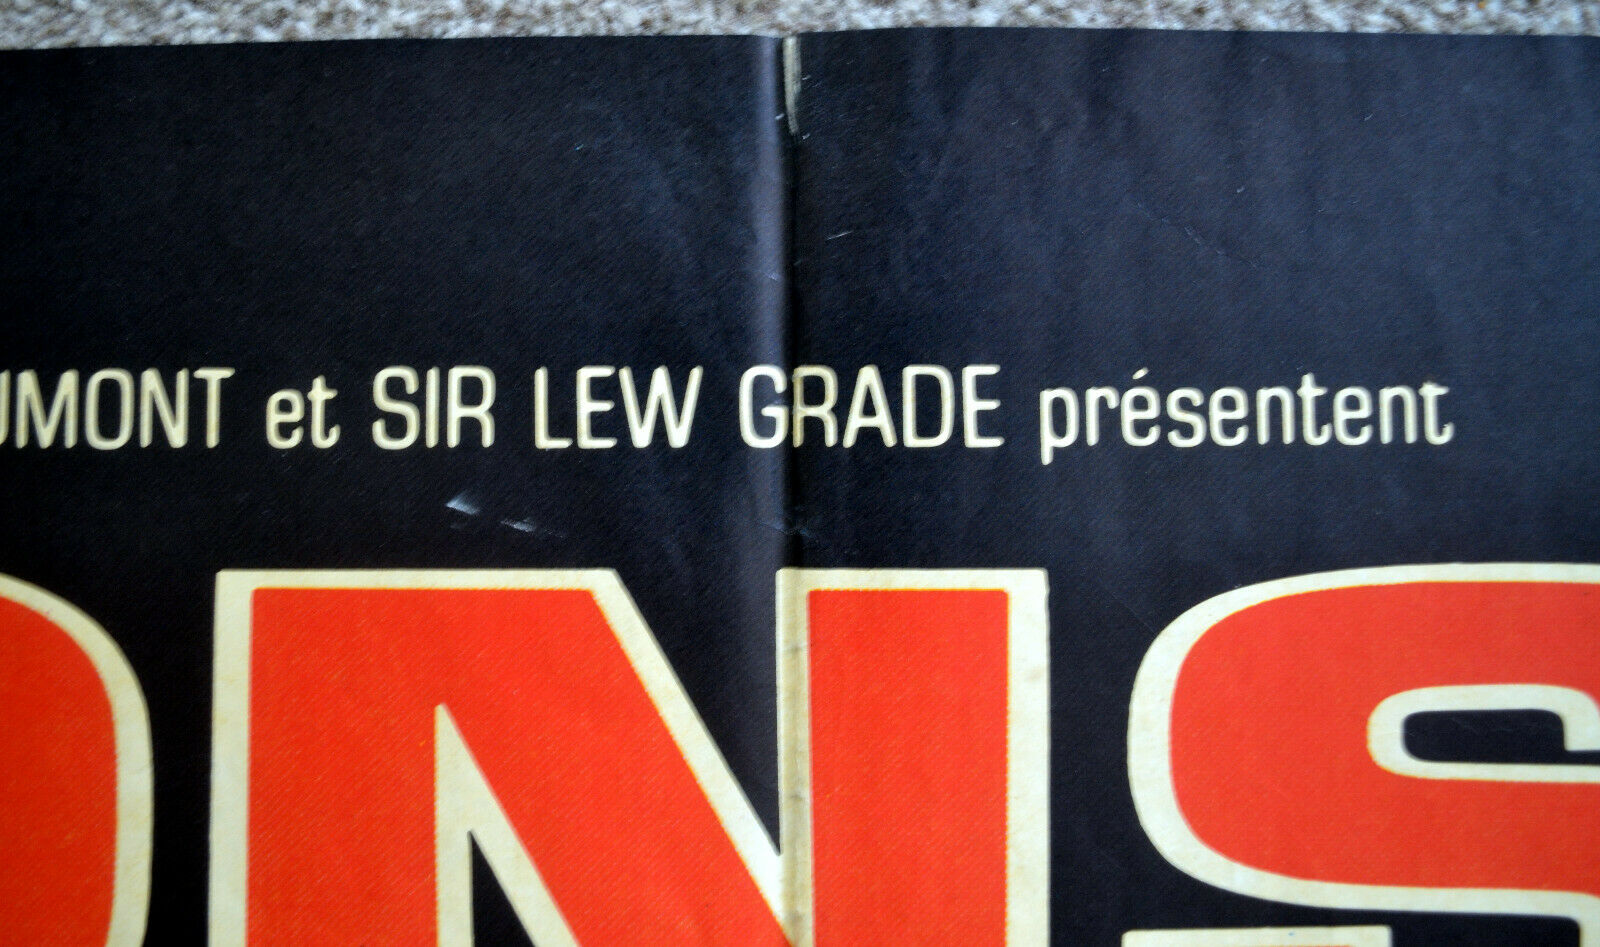 UMONT et SIR LEW GRADE présentent
ONS